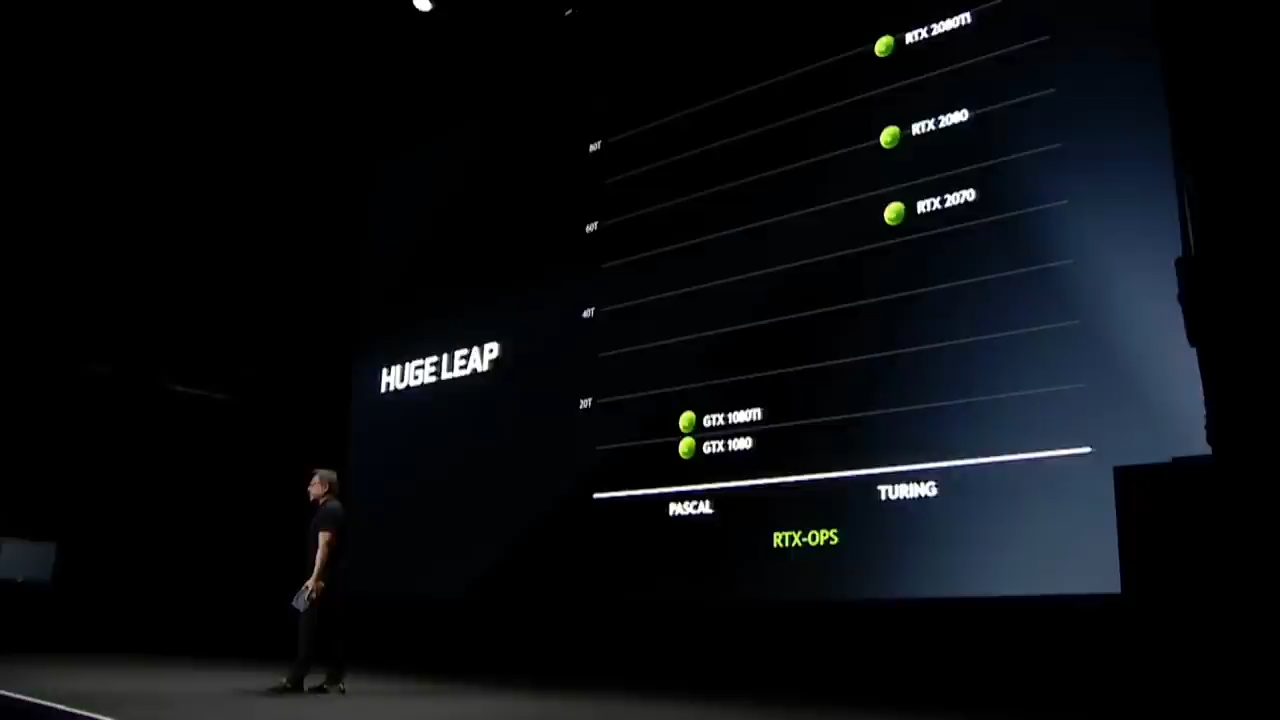 HUGE LEAP
80T
60T
40T
20T
RTX 2080TI
RTX 2080
RTX 2070
GTX 1080TI
GTX 1080
PASCAL
TURING
RTX-OPS